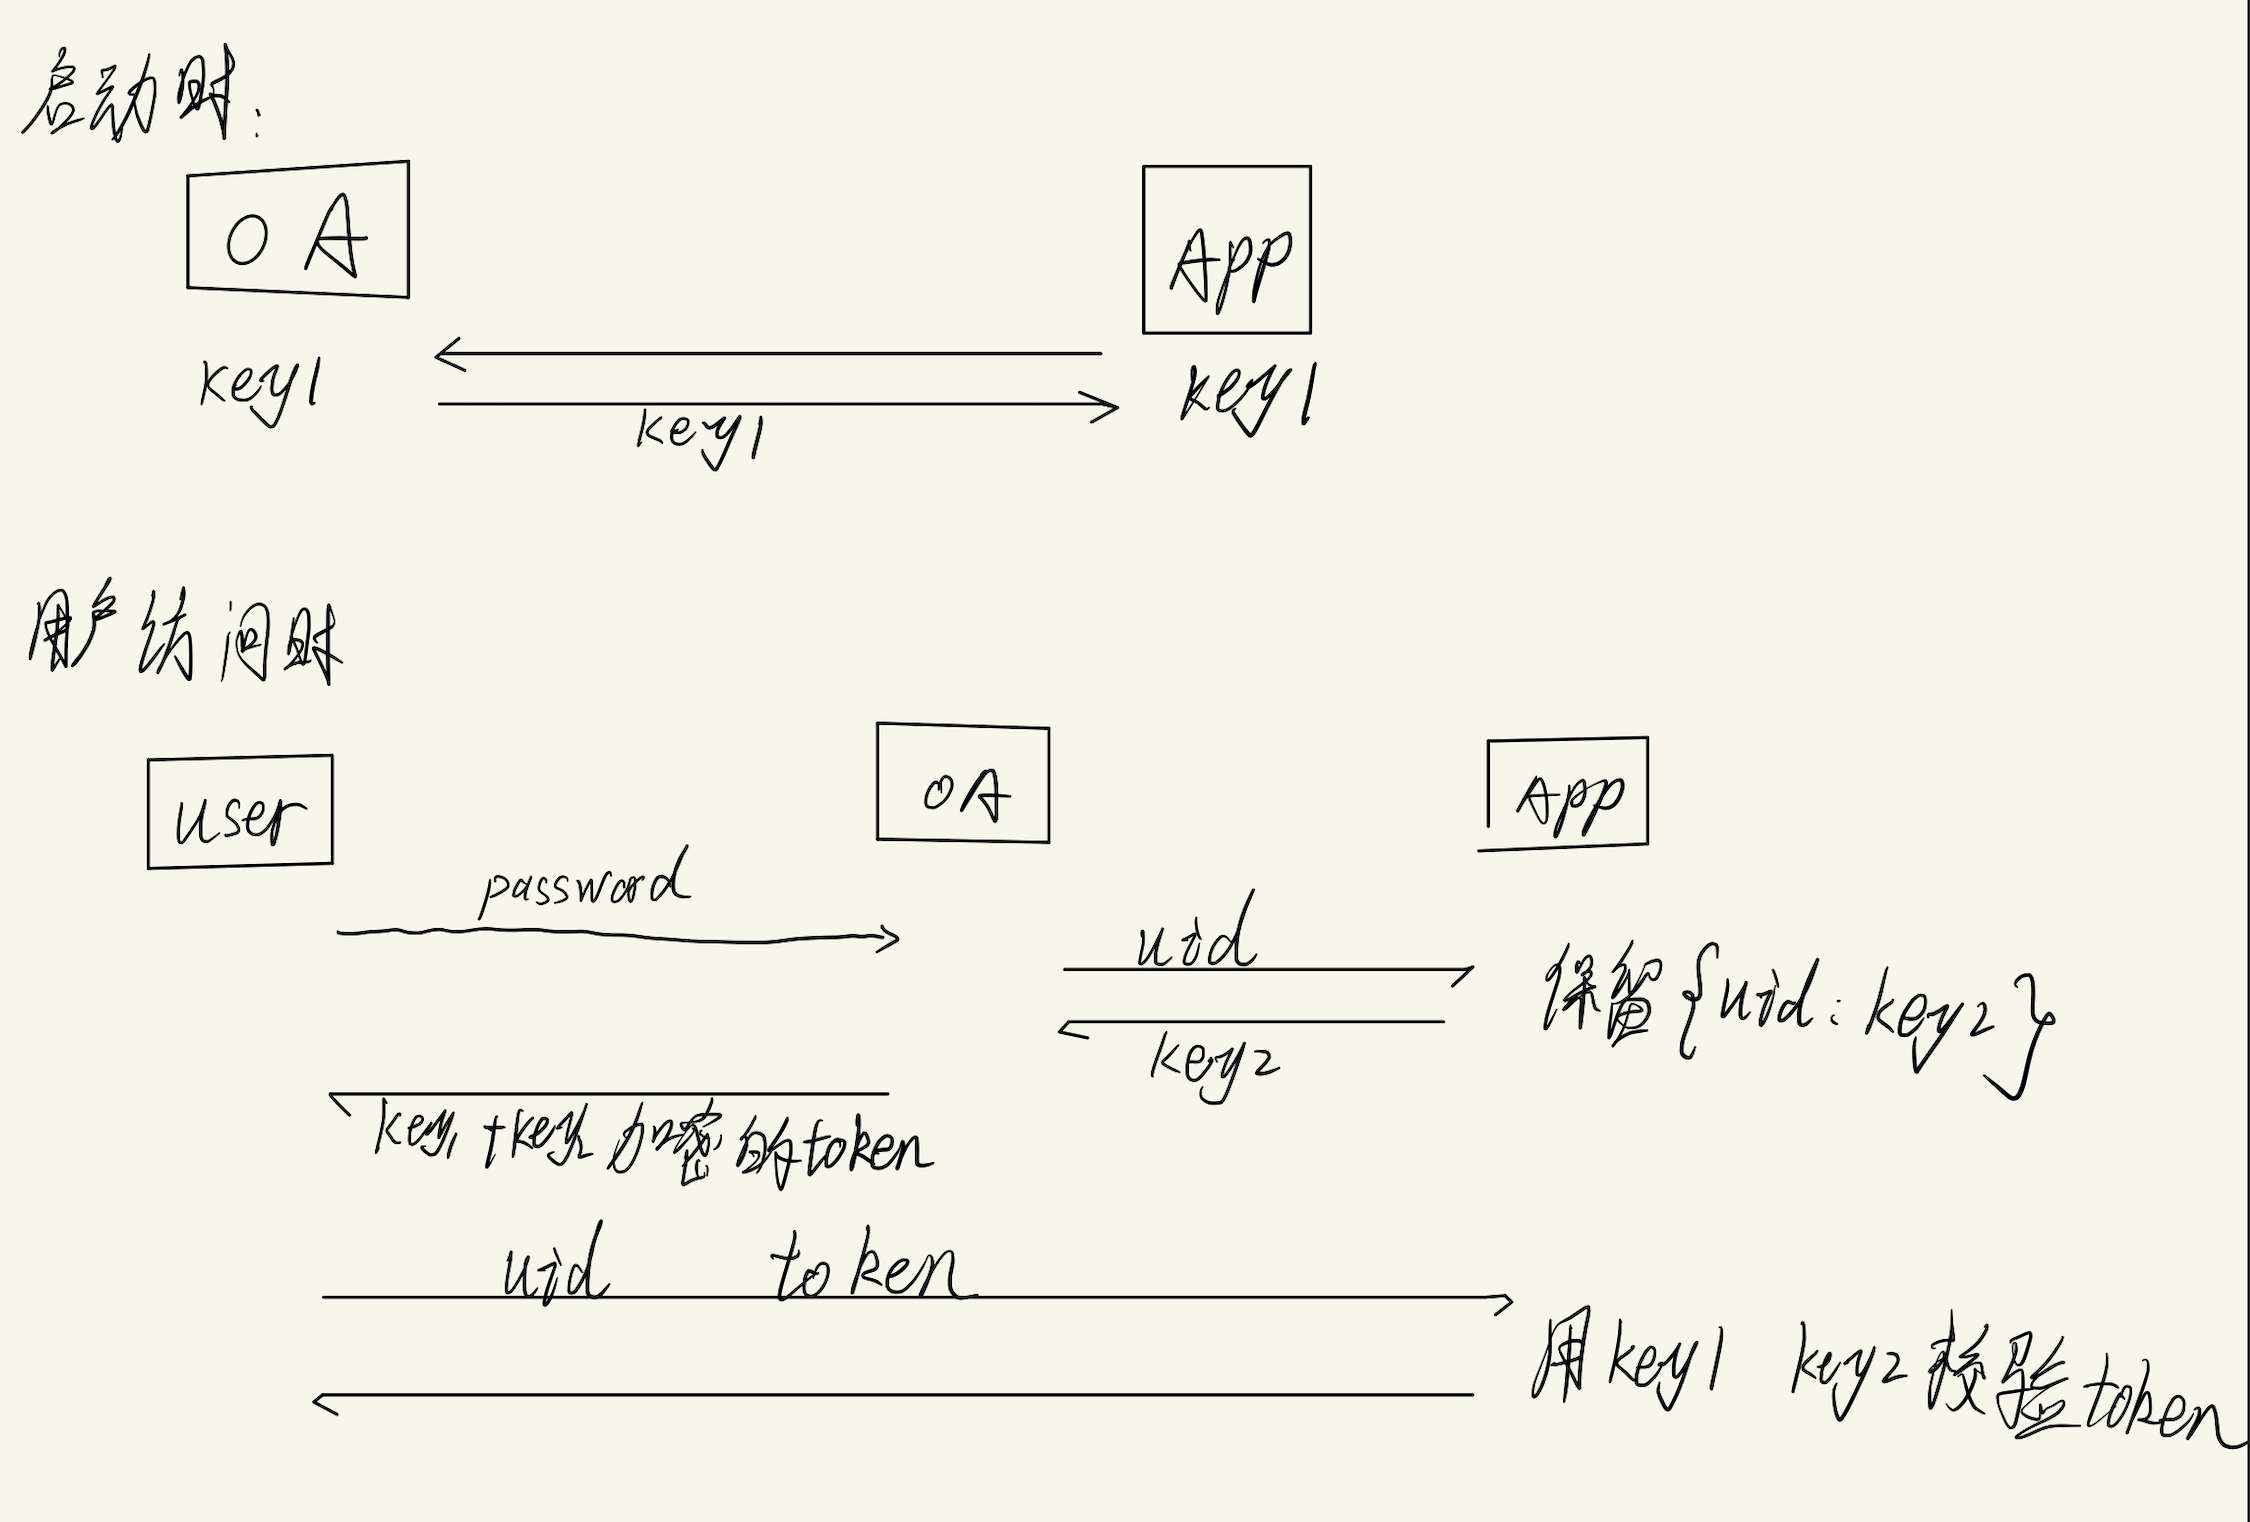 启动时:
OA
App
key1
key1
key1
用户访问时
user
OA
App
password
uid
保留{uid:key2}
key2
key1+key2加密的token
uid token
用key1 key2校验token